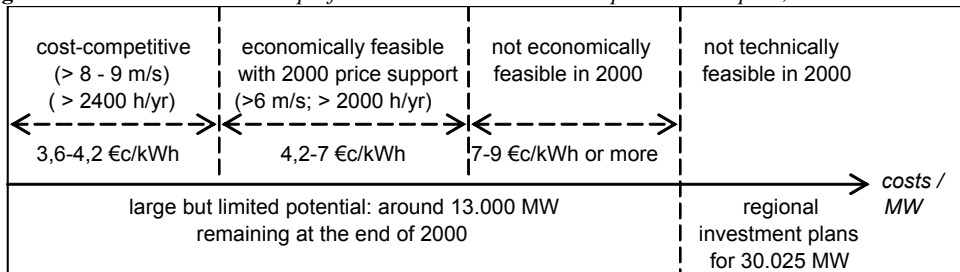 cost-competitive
(> 8 - 9 m/s)
( > 2400 h/yr)
economically feasible
with 2000 price support
(>6 m/s; > 2000 h/yr)
not economically
feasible in 2000
not technically
feasible in 2000
3,6-4,2 €c/kWh
4,2-7 €c/kWh
7-9 €c/kWh or more
costs /
MW
large but limited potential: around 13.000 MW
remaining at the end of 2000
regional
investment plans
for 30.025 MW